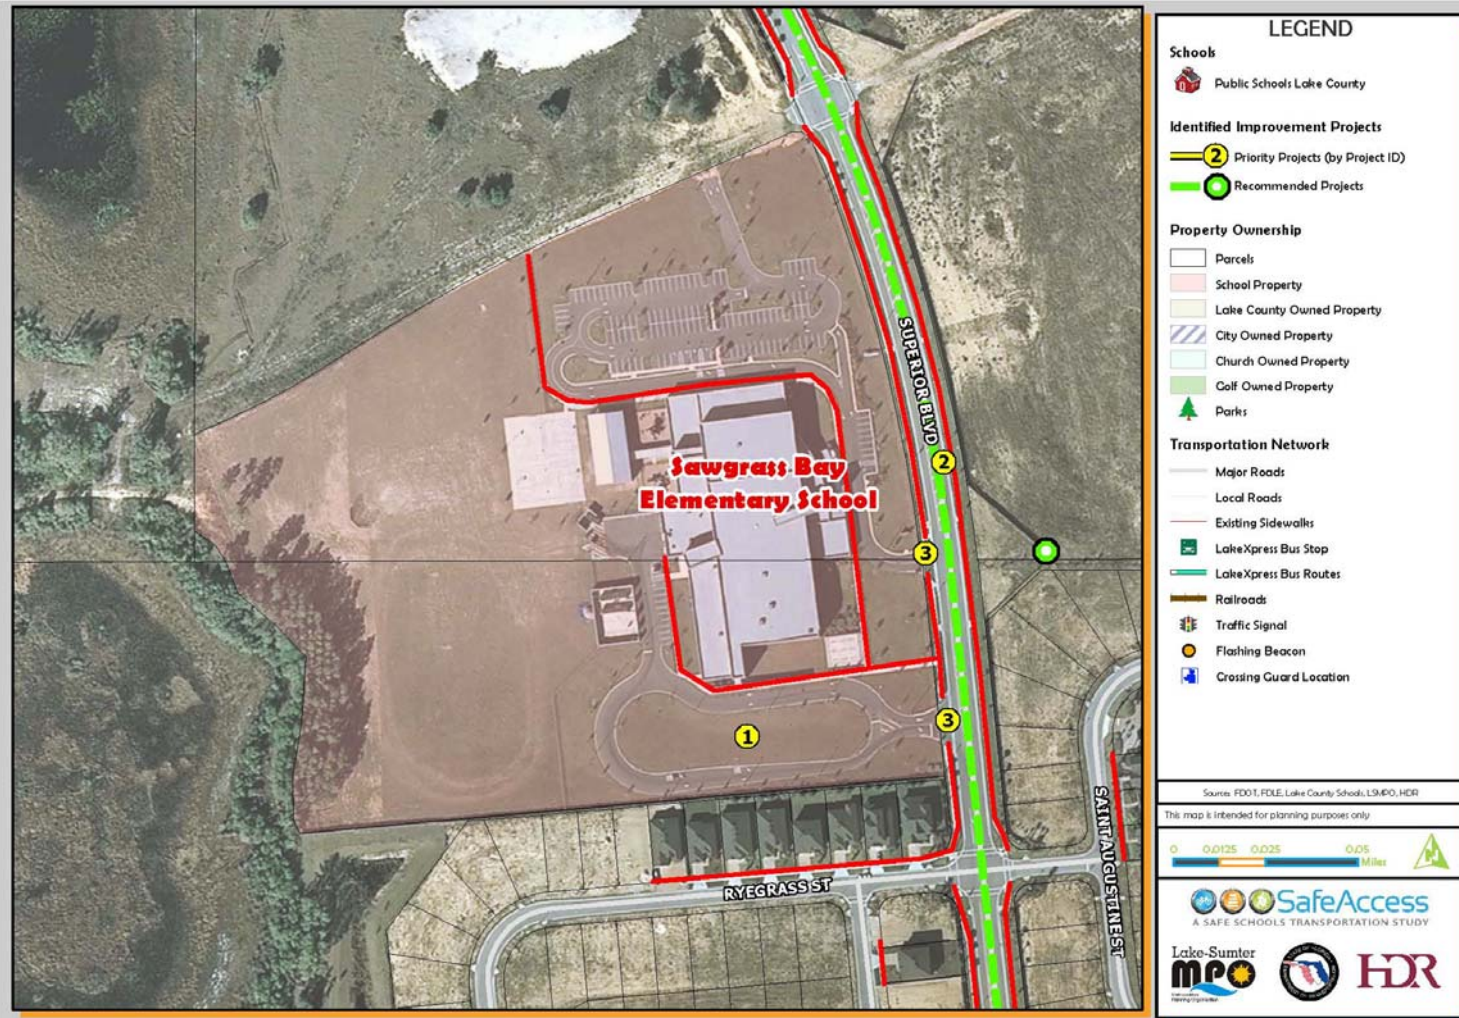 SUPERIOR BLVD
2
Sawgrass Bay
Elementary School
3
3
1
RYEGRASS ST
SAINT AUGUSTINE ST
LEGEND
Schools
Public Schools Lake County
Identified Improvement Projects
2 Priority Projects (by Project ID)
Recommended Projects
Property Ownership
Parcels
School Property
Lake County Owned Property
City Owned Property
Church Owned Property
Golf Owned Property
Parks
Transportation Network
Major Roads
Local Roads
Existing Sidewalks
LakeXpress Bus Stop
LakeXpress Bus Routes
Railroads
Traffic Signal
Flashing Beacon
Crossing Guard Location
Sources: FDOT, FDLE, Lake County Schools, LSMPO, HDR
This map is intended for planning purposes only
0 0.0125 0.025 0.05
Miles
SafeAccess
A SAFE SCHOOLS TRANSPORTATION STUDY
Lake~Sumter
MPO
HDR